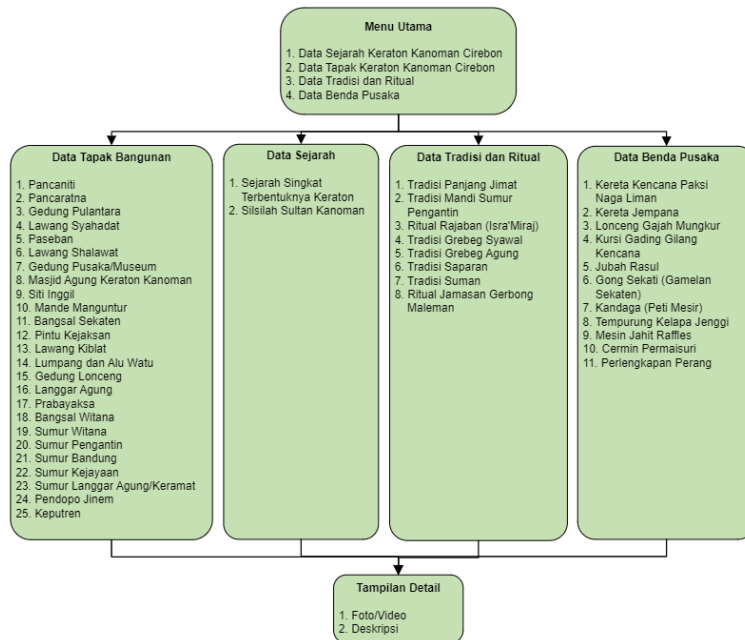 Menu Utama
1. Data Sejarah Keraton Kanoman Cirebon
2. Data Tapak Keraton Kanoman Cirebon
3. Data Tradisi dan Ritual
4. Data Benda Pusaka
Data Tapak Bangunan
1. Pancaniti
2. Pancaratna
3. Gedung Pulantara
4. Lawang Syahadat
5. Paseban
6. Lawang Shalawat
7. Gedung Pusaka/Museum
8. Masjid Agung Keraton Kanoman
9. Siti Inggil
10. Mande Manguntur
11. Bangsal Sekaten
12. Pintu Kejaksan
13. Lawang Kiblat
14. Lumpang dan Alu Watu
15. Gedung Lonceng
16. Langgar Agung
17. Prabayaksa
18. Bangsal Witana
19. Sumur Witana
20. Sumur Pengantin
21. Sumur Bandung
22. Sumur Kejayaan
23. Sumur Langgar Agung/Keramat
24. Pendopo Jinem
25. Keputren
Data Sejarah
1. Sejarah Singkat
Terbentuknya Keraton
2. Silsilah Sultan Kanoman
Data Tradisi dan Ritual
1. Tradisi Panjang Jimat
2. Tradisi Mandi Sumur
Pengantin
3. Ritual Rajaban (Isra'Miraj)
4. Tradisi Grebeg Syawal
5. Tradisi Grebeg Agung
6. Tradisi Saparan
7. Tradisi Suman
8. Ritual Jamasan Gerbong
Maleman
Data Benda Pusaka
1. Kereta Kencana Paksi
Naga Liman
2. Kereta Jempana
3. Lonceng Gajah Mungkur
4. Kursi Gading Gilang
Kencana
5. Jubah Rasul
6. Gong Sekati (Gamelan
Sekaten)
7. Kandaga (Peti Mesir)
8. Tempurung Kelapa Jenggi
9. Mesin Jahit Raffles
10. Cermin Permaisuri
11. Perlengkapan Perang
Tampilan Detail
1. Foto/Video
2. Deskripsi